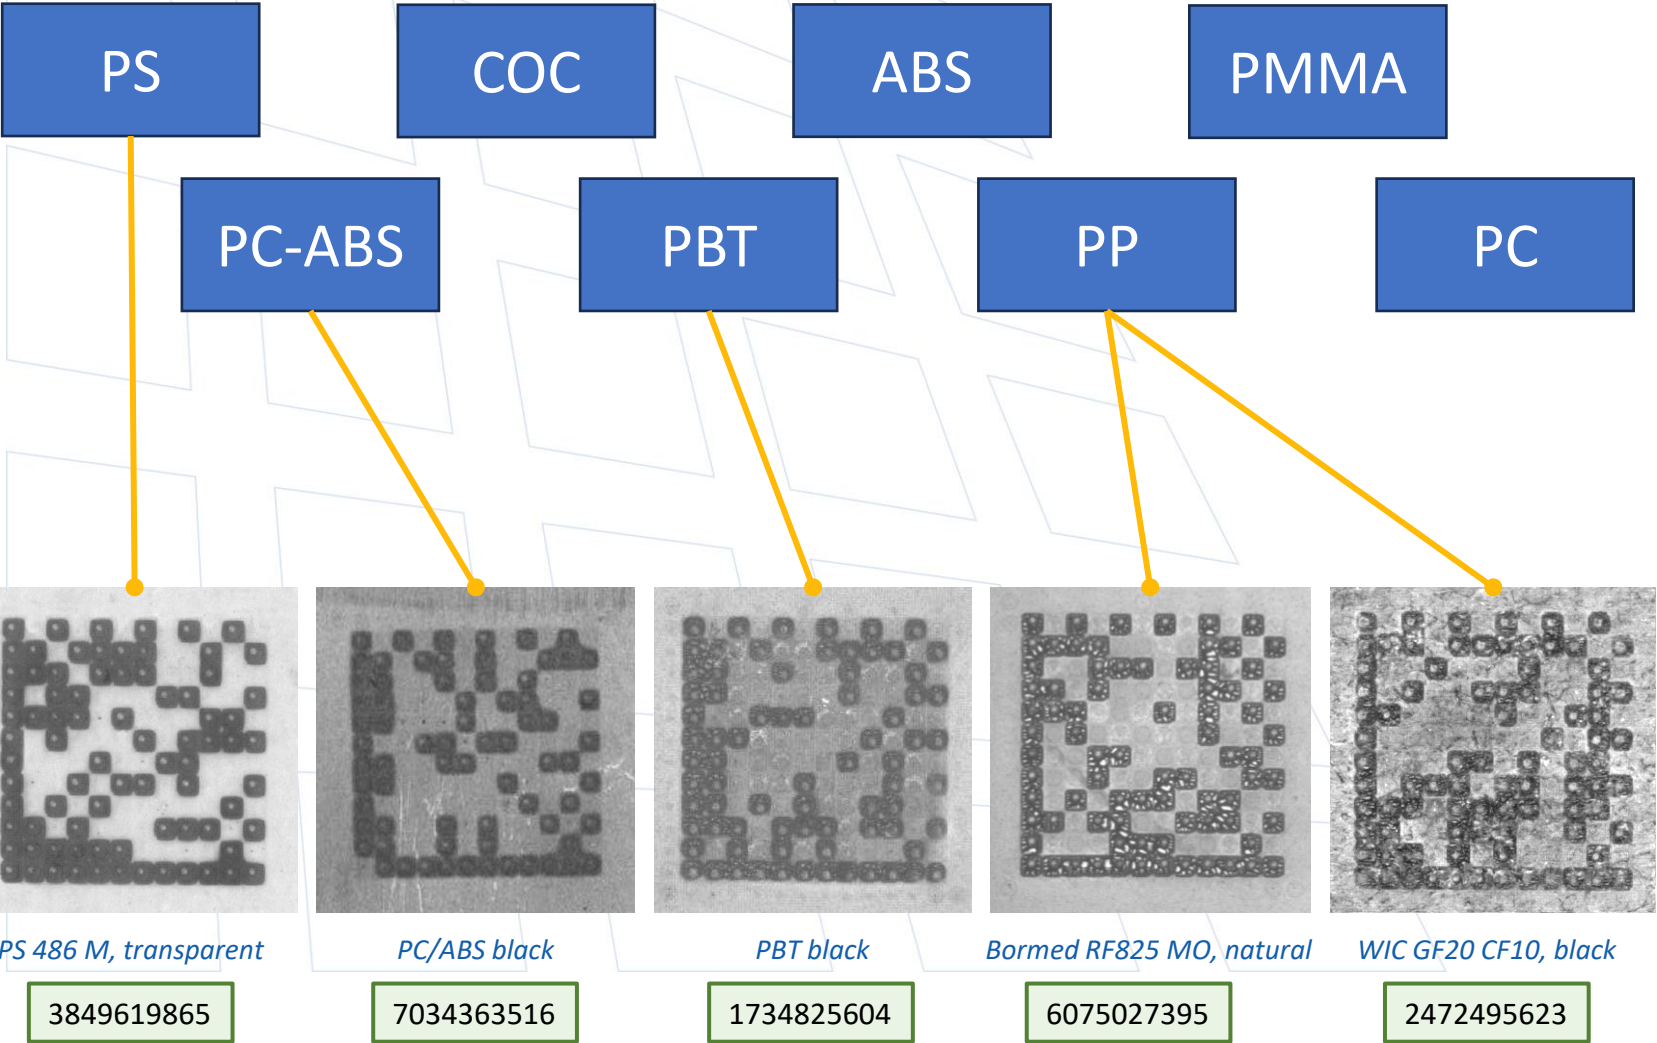 PS
COC
ABS
PMMA
PC-ABS
PBT
PP
PC
PS 486 M, transparent
PC/ABS black
PBT black
Bormed RF825 MO, natural
WIC GF20 CF10, black
3849619865
7034363516
1734825604
6075027395
2472495623